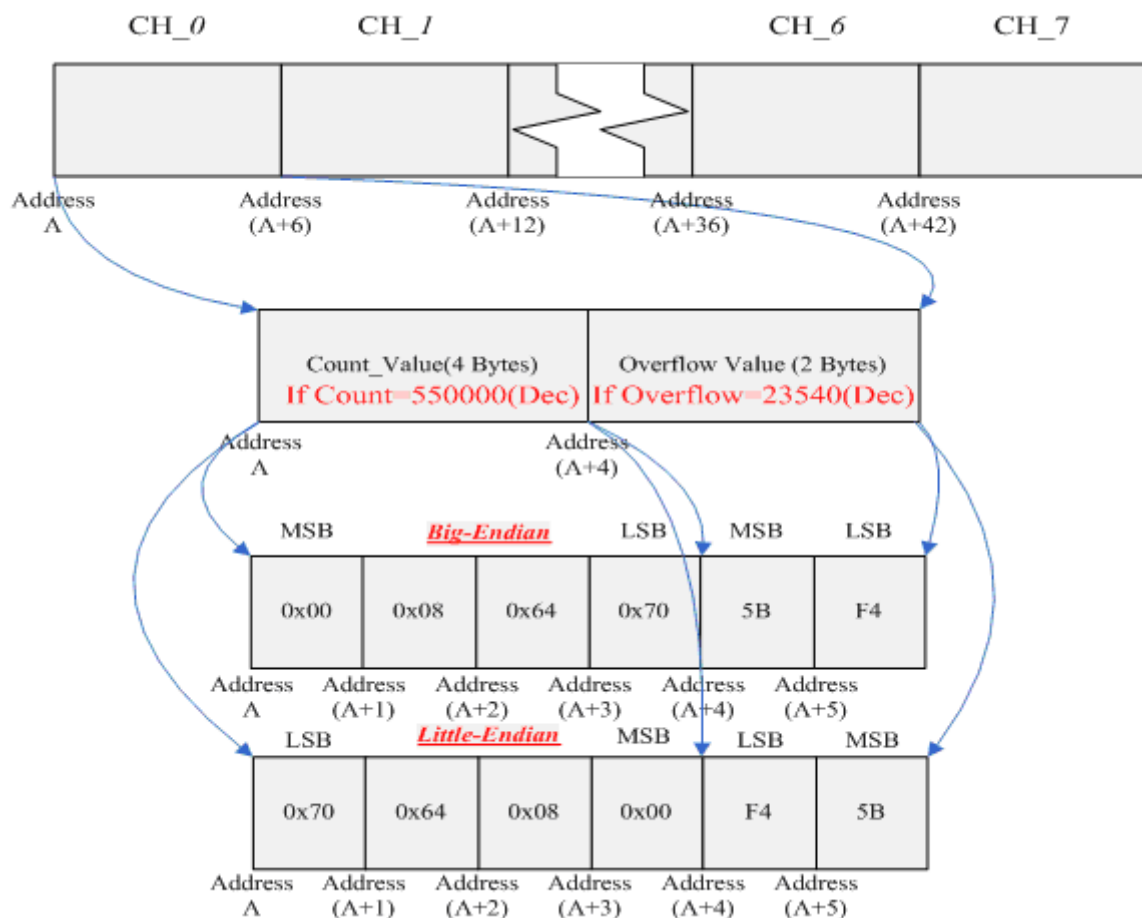 CH_0 CH_1 CH_6 CH_7
Address Address Address Address Address
A (A+6) (A+12) (A+36) (A+42)
Count_Value(4 Bytes) Overflow Value (2 Bytes)
If Count=550000(Dec) If Overflow=23540(Dec)
Address Address
A (A+4)
MSB Big-Endian LSB MSB LSB
0x00 0x08 0x64 0x70 5B F4
Address Address Address Address Address Address
A (A+1) (A+2) (A+3) (A+4) (A+5)
LSB Little-Endian MSB LSB MSB
0x70 0x64 0x08 0x00 F4 5B
Address Address Address Address Address Address
A (A+1) (A+2) (A+3) (A+4) (A+5)